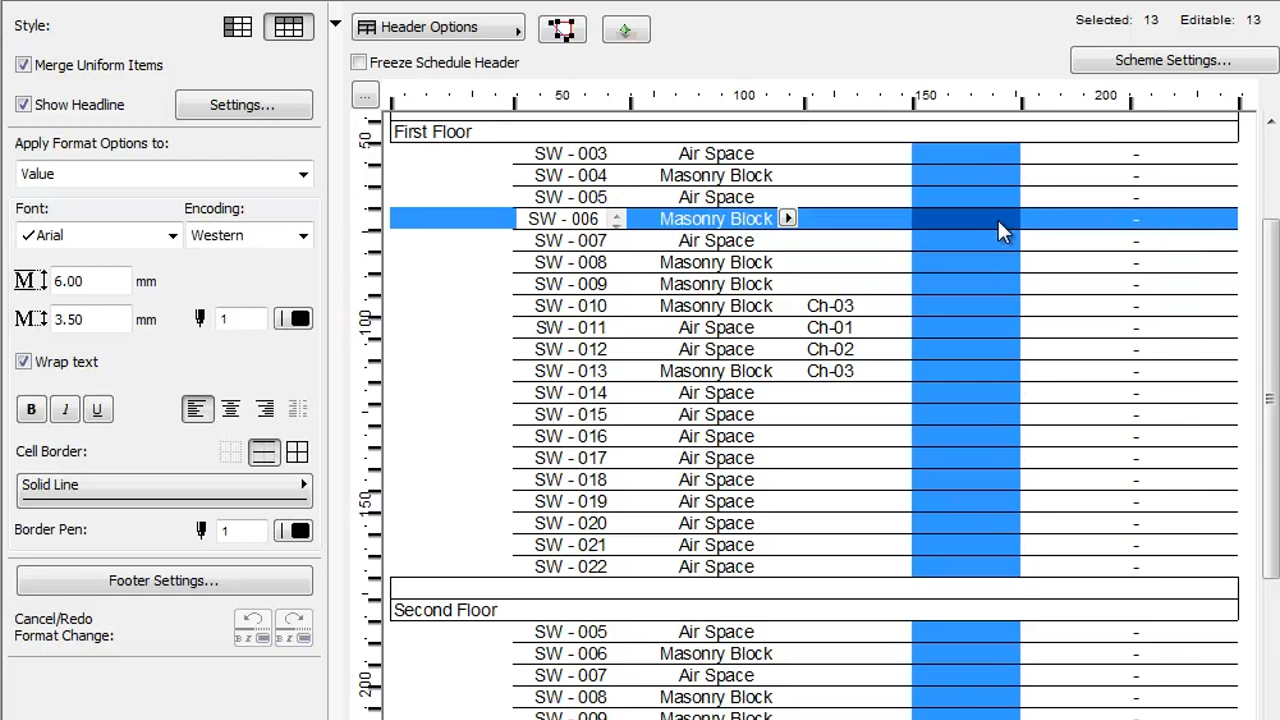 Style:
Merge Uniform Items
Show Headline
Settings...
Apply Format Options to:
Value
Font:
Encoding:
Arial
Western
M 6.00 mm
M 3.50 mm
1
Wrap text
B I U
Cell Border:
Solid Line
Border Pen:
1
Footer Settings...
Cancel/Redo
Format Change:
Header Options
Selected: 13 Editable: 13
Freeze Schedule Header
Scheme Settings...
...
50 100 150 200
50
100
150
200
First Floor
SW - 003 Air Space -
SW - 004 Masonry Block -
SW - 005 Air Space -
SW - 006 Masonry Block -
SW - 007 Air Space -
SW - 008 Masonry Block -
SW - 009 Masonry Block -
SW - 010 Masonry Block Ch-03 -
SW - 011 Air Space Ch-01 -
SW - 012 Air Space Ch-02 -
SW - 013 Masonry Block Ch-03 -
SW - 014 Air Space -
SW - 015 Air Space -
SW - 016 Air Space -
SW - 017 Air Space -
SW - 018 Air Space -
SW - 019 Air Space -
SW - 020 Air Space -
SW - 021 Air Space -
SW - 022 Air Space -
Second Floor
SW - 005 Air Space -
SW - 006 Masonry Block -
SW - 007 Air Space -
SW - 008 Masonry Block -
SW - 009 Masonry Block -